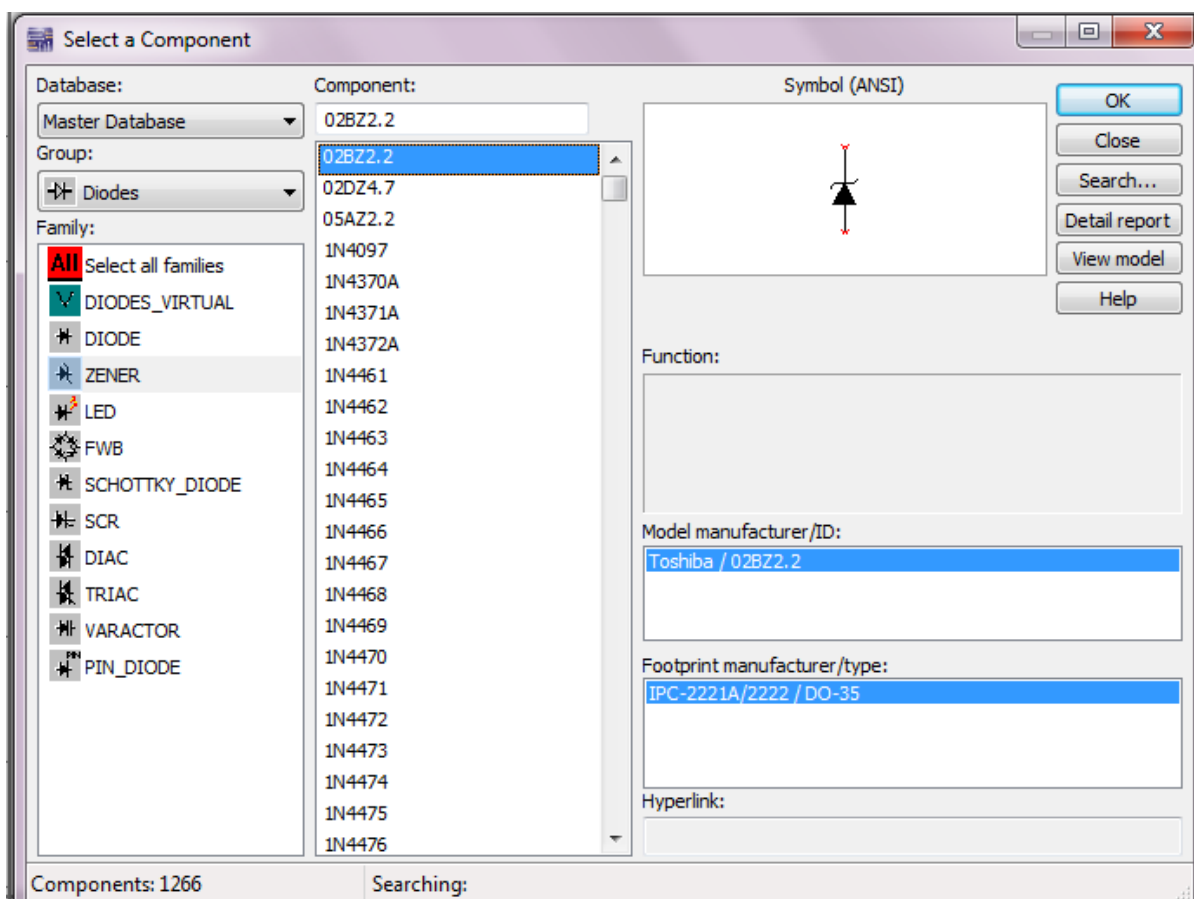 Select a Component
Database:
Master Database
Group:
Diodes
Family:
All Select all families
DIODES_VIRTUAL
DIODE
ZENER
LED
FWB
SCHOTTKY_DIODE
SCR
DIAC
TRIAC
VARACTOR
PIN PIN_DIODE
Component:
02BZ2.2
02BZ2.2
02DZ4.7
05AZ2.2
1N4097
1N4370A
1N4371A
1N4372A
1N4461
1N4462
1N4463
1N4464
1N4465
1N4466
1N4467
1N4468
1N4469
1N4470
1N4471
1N4472
1N4473
1N4474
1N4475
1N4476
Symbol (ANSI)
OK
Close
Search...
Detail report
View model
Help
Function:
Model manufacturer/ID:
Toshiba / 02BZ2.2
Footprint manufacturer/type:
IPC-2221A/2222 / DO-35
Hyperlink:
Components: 1266
Searching: